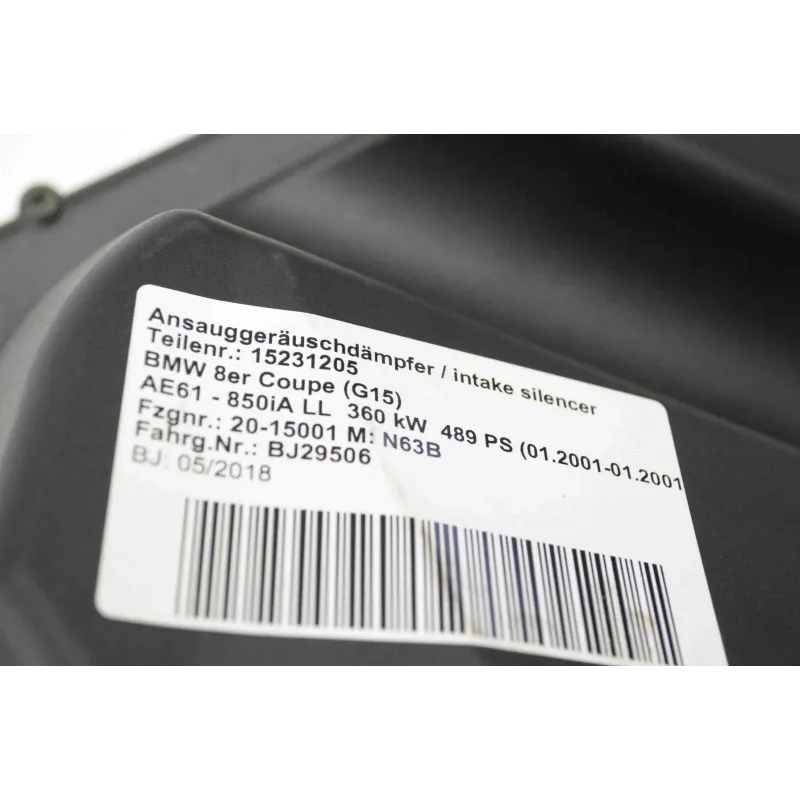 Ansauggeräuschdämpfer / intake silencer
Teilenr.: 15231205
BMW 8er Coupe (G15)
AE61 - 850iA LL 360 kW 489 PS (01.2001-01.2001
Fzgnr.: 20-15001 M: N63B
Fahrg.Nr.: BJ29506
BJ: 05/2018